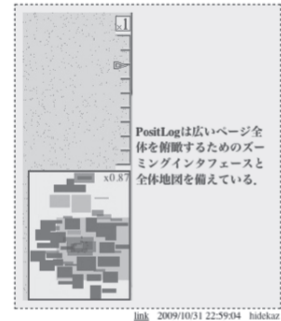 x1
PositLogは広いページ全
体を俯瞰するためのズー
ミングインタフェースと
全体地図を備えている．
x0.87
link 2009/10/31 22:59:04 hidekaz